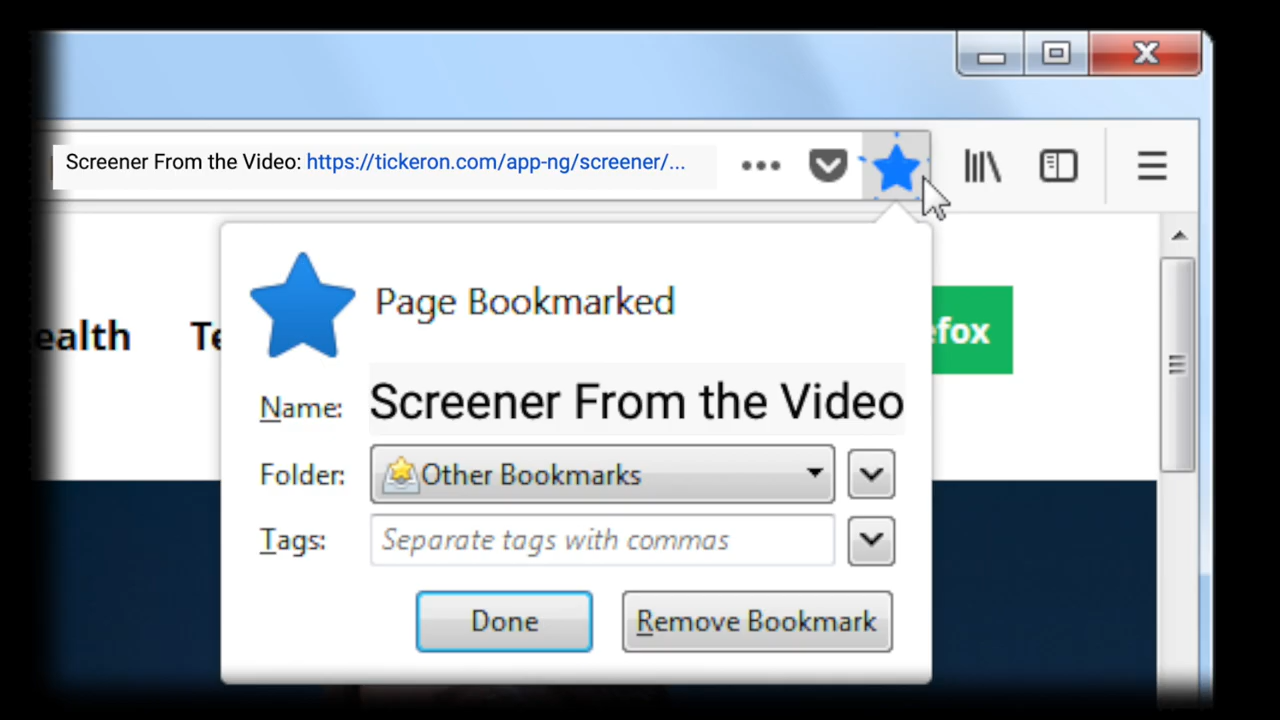 Screener From the Video: https://tickeron.com/app-ng/screener/...
Page Bookmarked
Name: Screener From the Video
Folder: Other Bookmarks
Tags: Separate tags with commas
Done Remove Bookmark